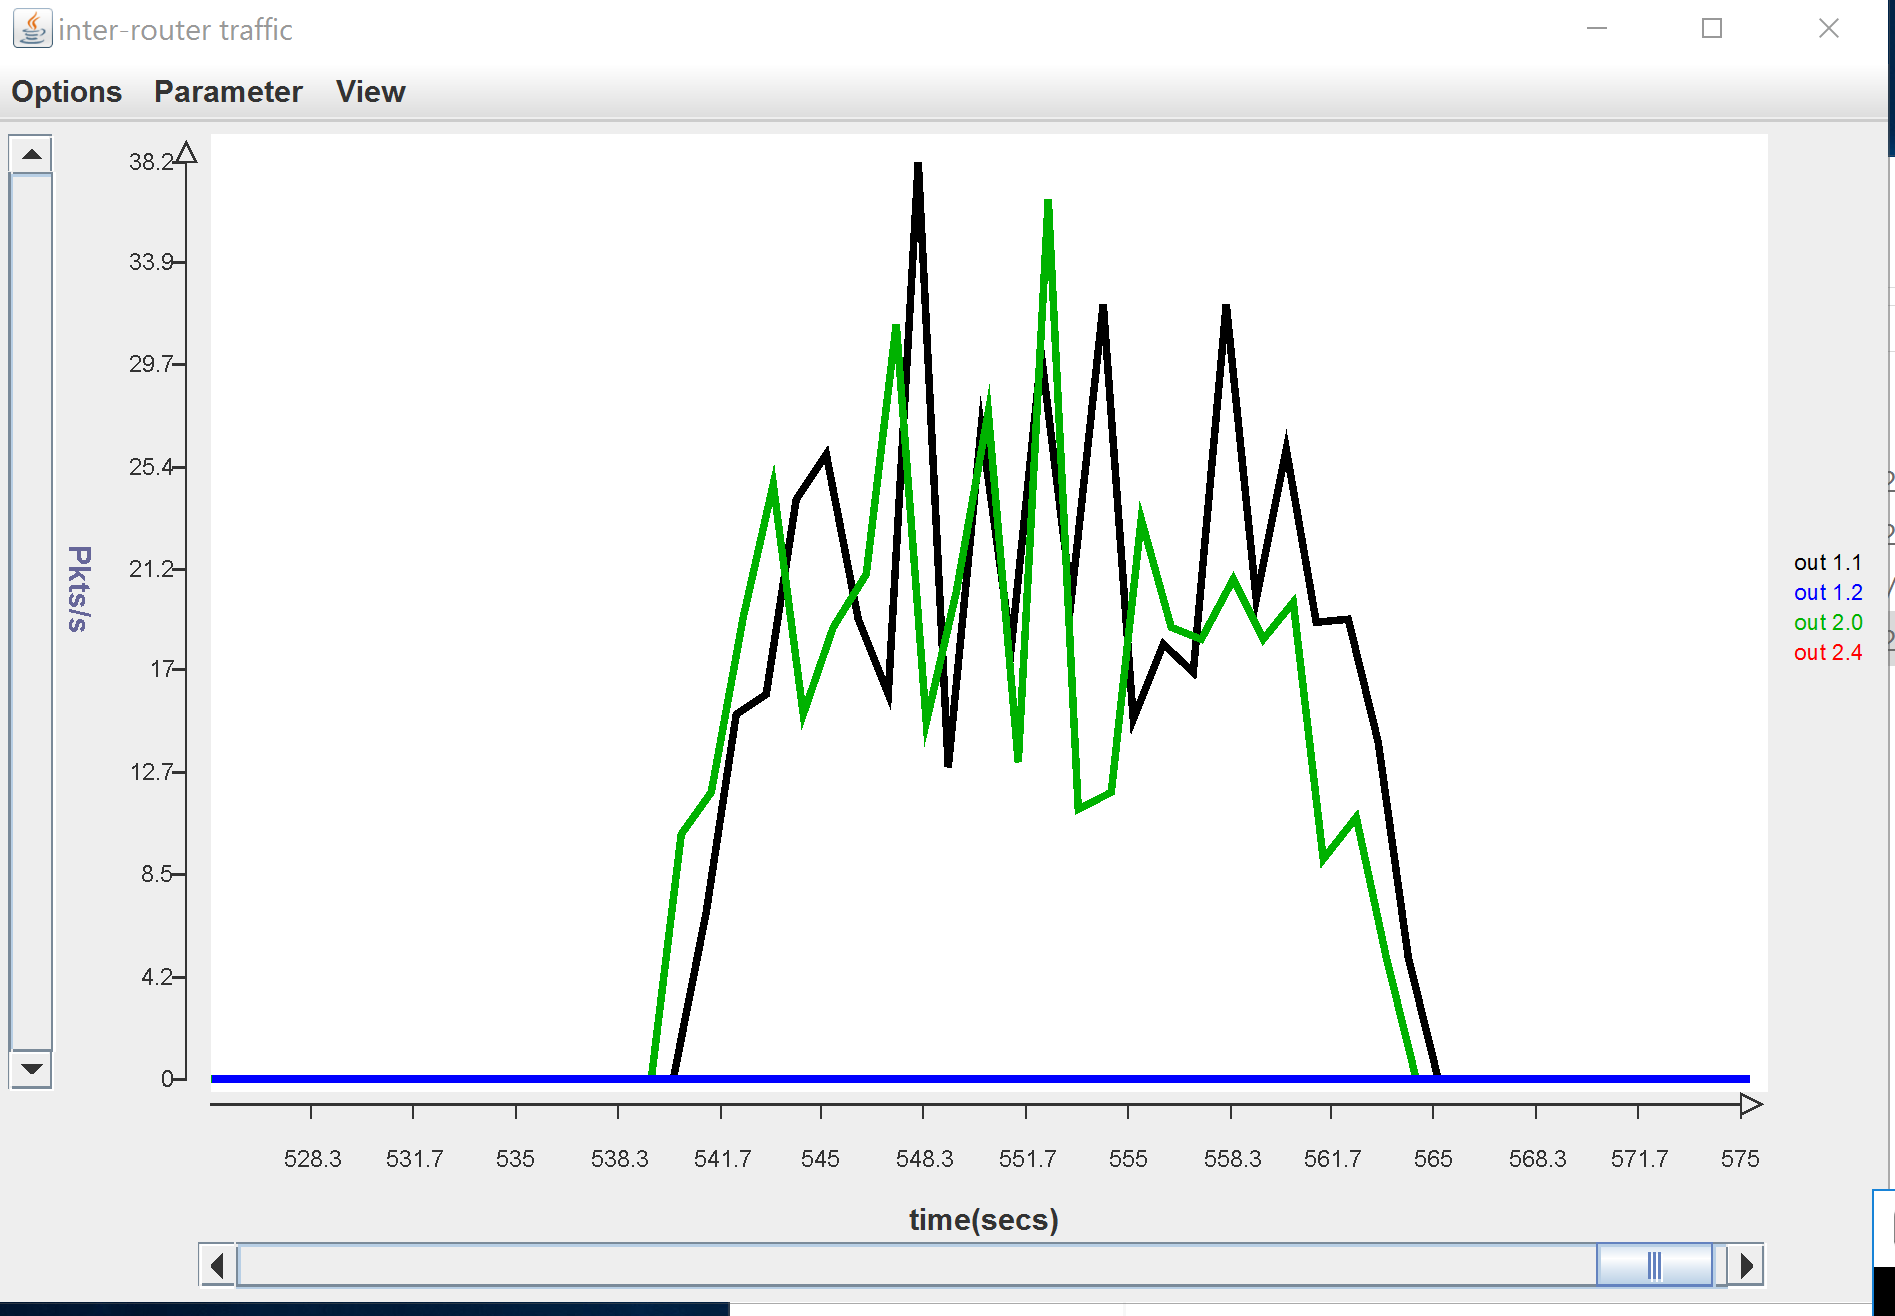 inter-router traffic
Options Parameter View
38.2
33.9
29.7
25.4
21.2
17
12.7
8.5
4.2
0
Pkts/s
out 1.1
out 1.2
out 2.0
out 2.4
528.3 531.7 535 538.3 541.7 545 548.3 551.7 555 558.3 561.7 565 568.3 571.7 575
time(secs)